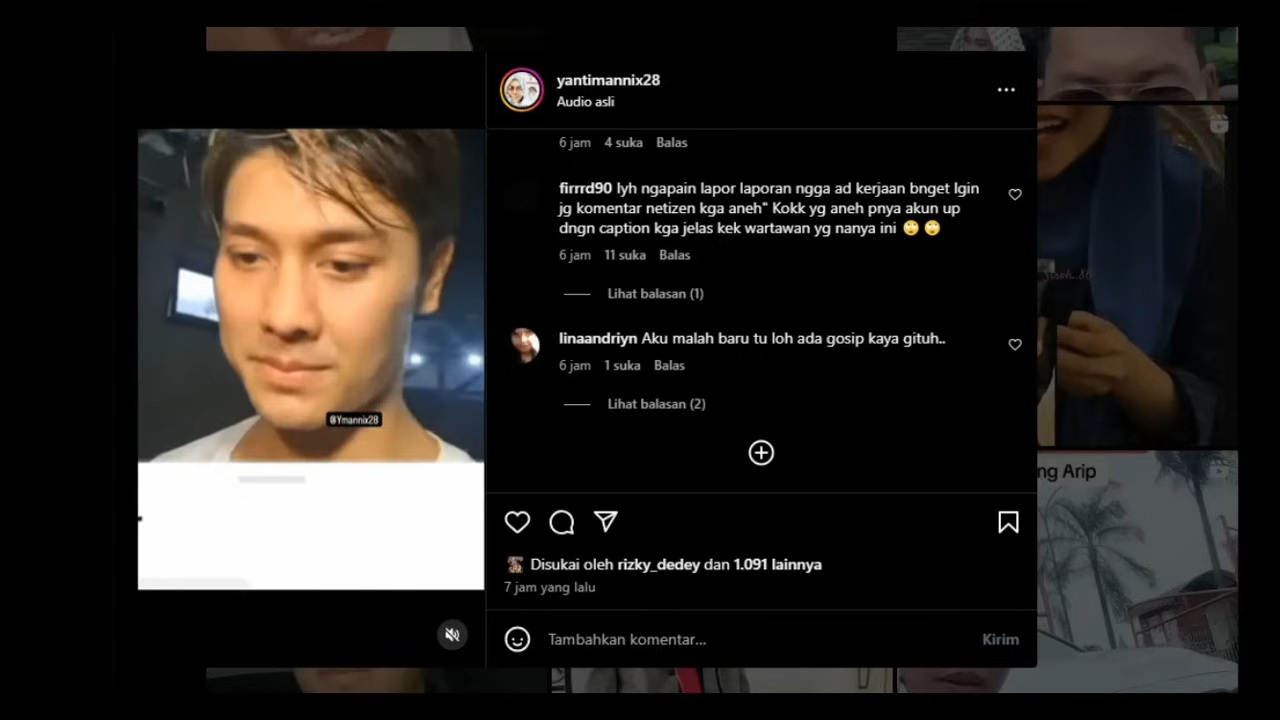 yantimannix28
Audio asli
6 jam 4 suka Balas
firrrd90 Iyh ngapain lapor laporan ngga ad kerjaan bnget Igin
jg komentar netizen kga aneh" Kokk yg aneh pnya akun up
dngn caption kga jelas kek wartawan yg nanya ini 🙄 🙄
6 jam 11 suka Balas
Lihat balasan (1)
linaandriyn Aku malah baru tu loh ada gosip kaya gituh..
6 jam 1 suka Balas
Lihat balasan (2)
@Ymannix28
ng Arip
Disukai oleh rizky_dedey dan 1.091 lainnya
7 jam yang lalu
Tambahkan komentar...
Kirim